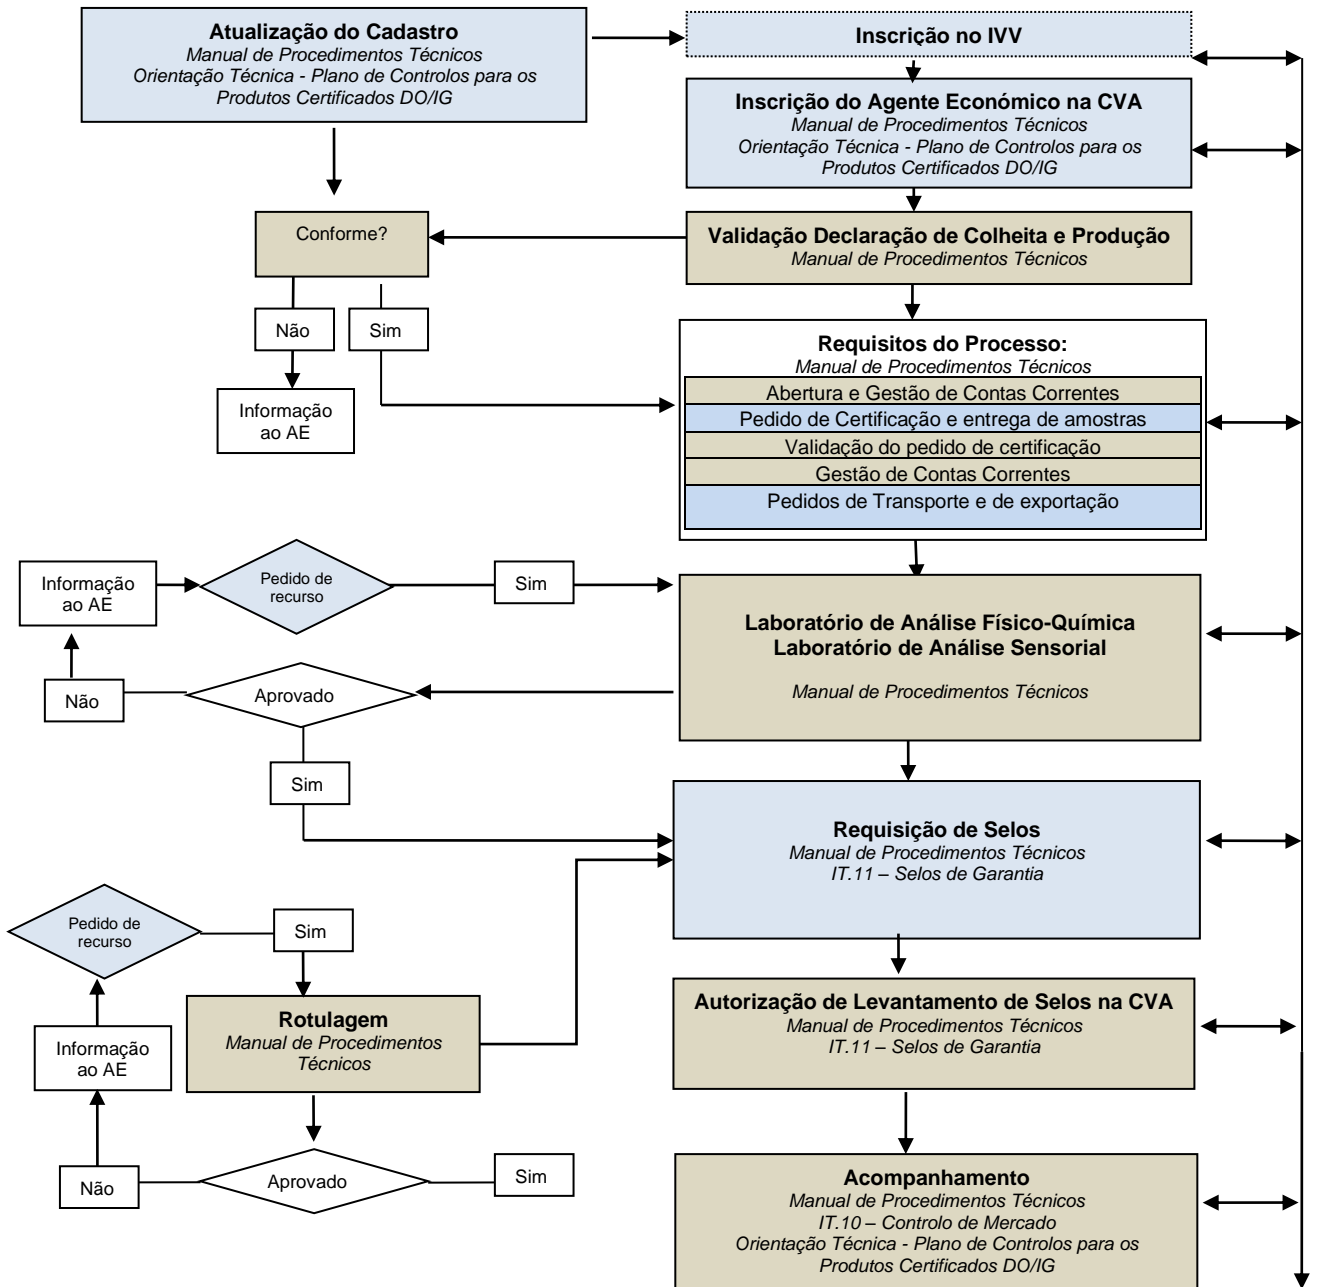 Atualização do Cadastro
Manual de Procedimentos Técnicos
Orientação Técnica - Plano de Controlos para os
Produtos Certificados DO/IG
Inscrição no IVV
Inscrição do Agente Económico na CVA
Manual de Procedimentos Técnicos
Orientação Técnica - Plano de Controlos para os
Produtos Certificados DO/IG
Conforme?
Validação Declaração de Colheita e Produção
Manual de Procedimentos Técnicos
Não
Sim
Informação
ao AE
Requisitos do Processo:
Manual de Procedimentos Técnicos
Abertura e Gestão de Contas Correntes
Pedido de Certificação e entrega de amostras
Validação do pedido de certificação
Gestão de Contas Correntes
Pedidos de Transporte e de exportação
Informação
ao AE
Pedido de
recurso
Sim
Laboratório de Análise Físico-Química
Laboratório de Análise Sensorial
Manual de Procedimentos Técnicos
Não
Aprovado
Sim
Requisição de Selos
Manual de Procedimentos Técnicos
IT.11 – Selos de Garantia
Pedido de
recurso
Sim
Informação
ao AE
Rotulagem
Manual de Procedimentos
Técnicos
Autorização de Levantamento de Selos na CVA
Manual de Procedimentos Técnicos
IT.11 – Selos de Garantia
Não
Aprovado
Sim
Acompanhamento
Manual de Procedimentos Técnicos
IT.10 – Controlo de Mercado
Orientação Técnica - Plano de Controlos para os
Produtos Certificados DO/IG